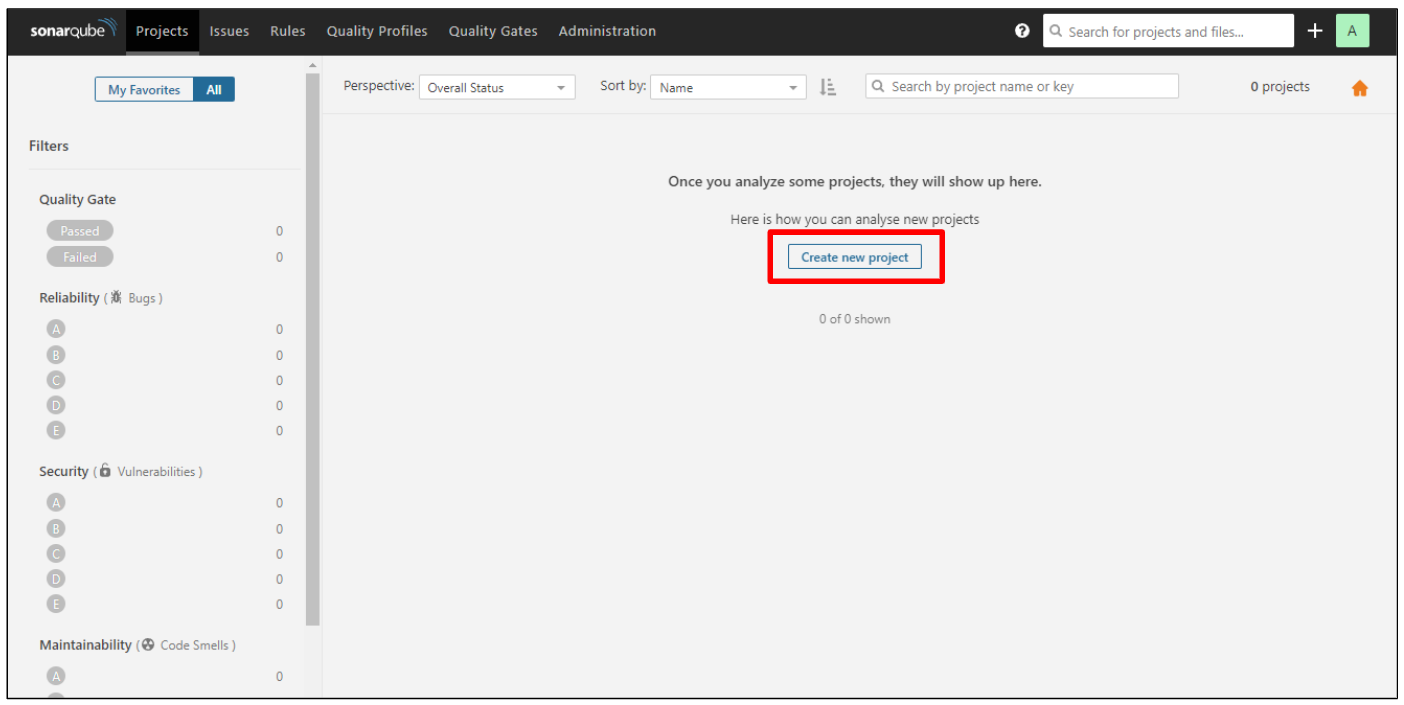 sonarqube Projects Issues Rules Quality Profiles Quality Gates Administration ? Search for projects and files... + A
My Favorites All
Perspective: Overall Status Sort by: Name Search by project name or key 0 projects
Filters
Once you analyze some projects, they will show up here.
Here is how you can analyse new projects
Create new project
0 of 0 shown
Quality Gate
Passed 0
Failed 0
Reliability ( Bugs )
A 0
B 0
C 0
D 0
E 0
Security ( Vulnerabilities )
A 0
B 0
C 0
D 0
E 0
Maintainability ( Code Smells )
A 0